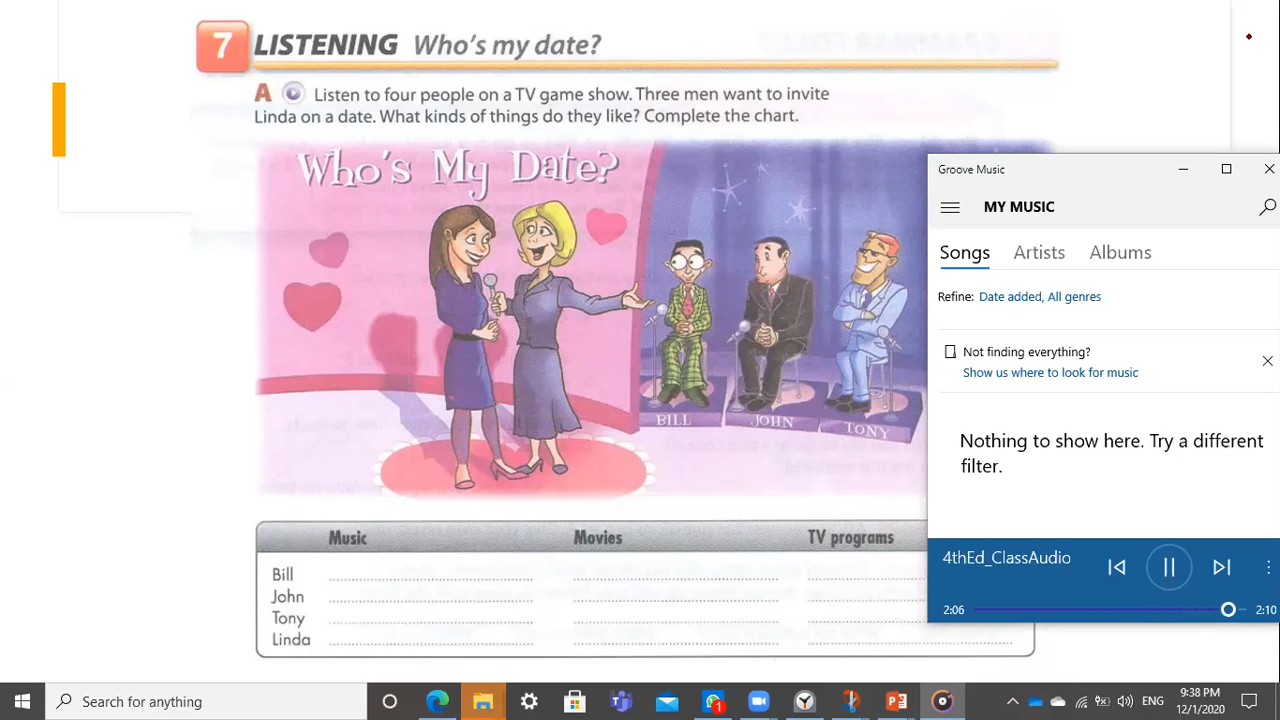 7 LISTENING Who's my date?
A Listen to four people on a TV game show. Three men want to invite
Linda on a date. What kinds of things do they like? Complete the chart.
Who's My Date?
BILL
JOHN
TONY
Music Movies TV programs
Bill
John
Tony
Linda
Groove Music
MY MUSIC
Songs Artists Albums
Refine: Date added, All genres
Not finding everything?
Show us where to look for music
Nothing to show here. Try a different
filter.
4thEd_ClassAudio
2:06 2:10
Search for anything
1
ENG
9:38 PM
12/1/2020